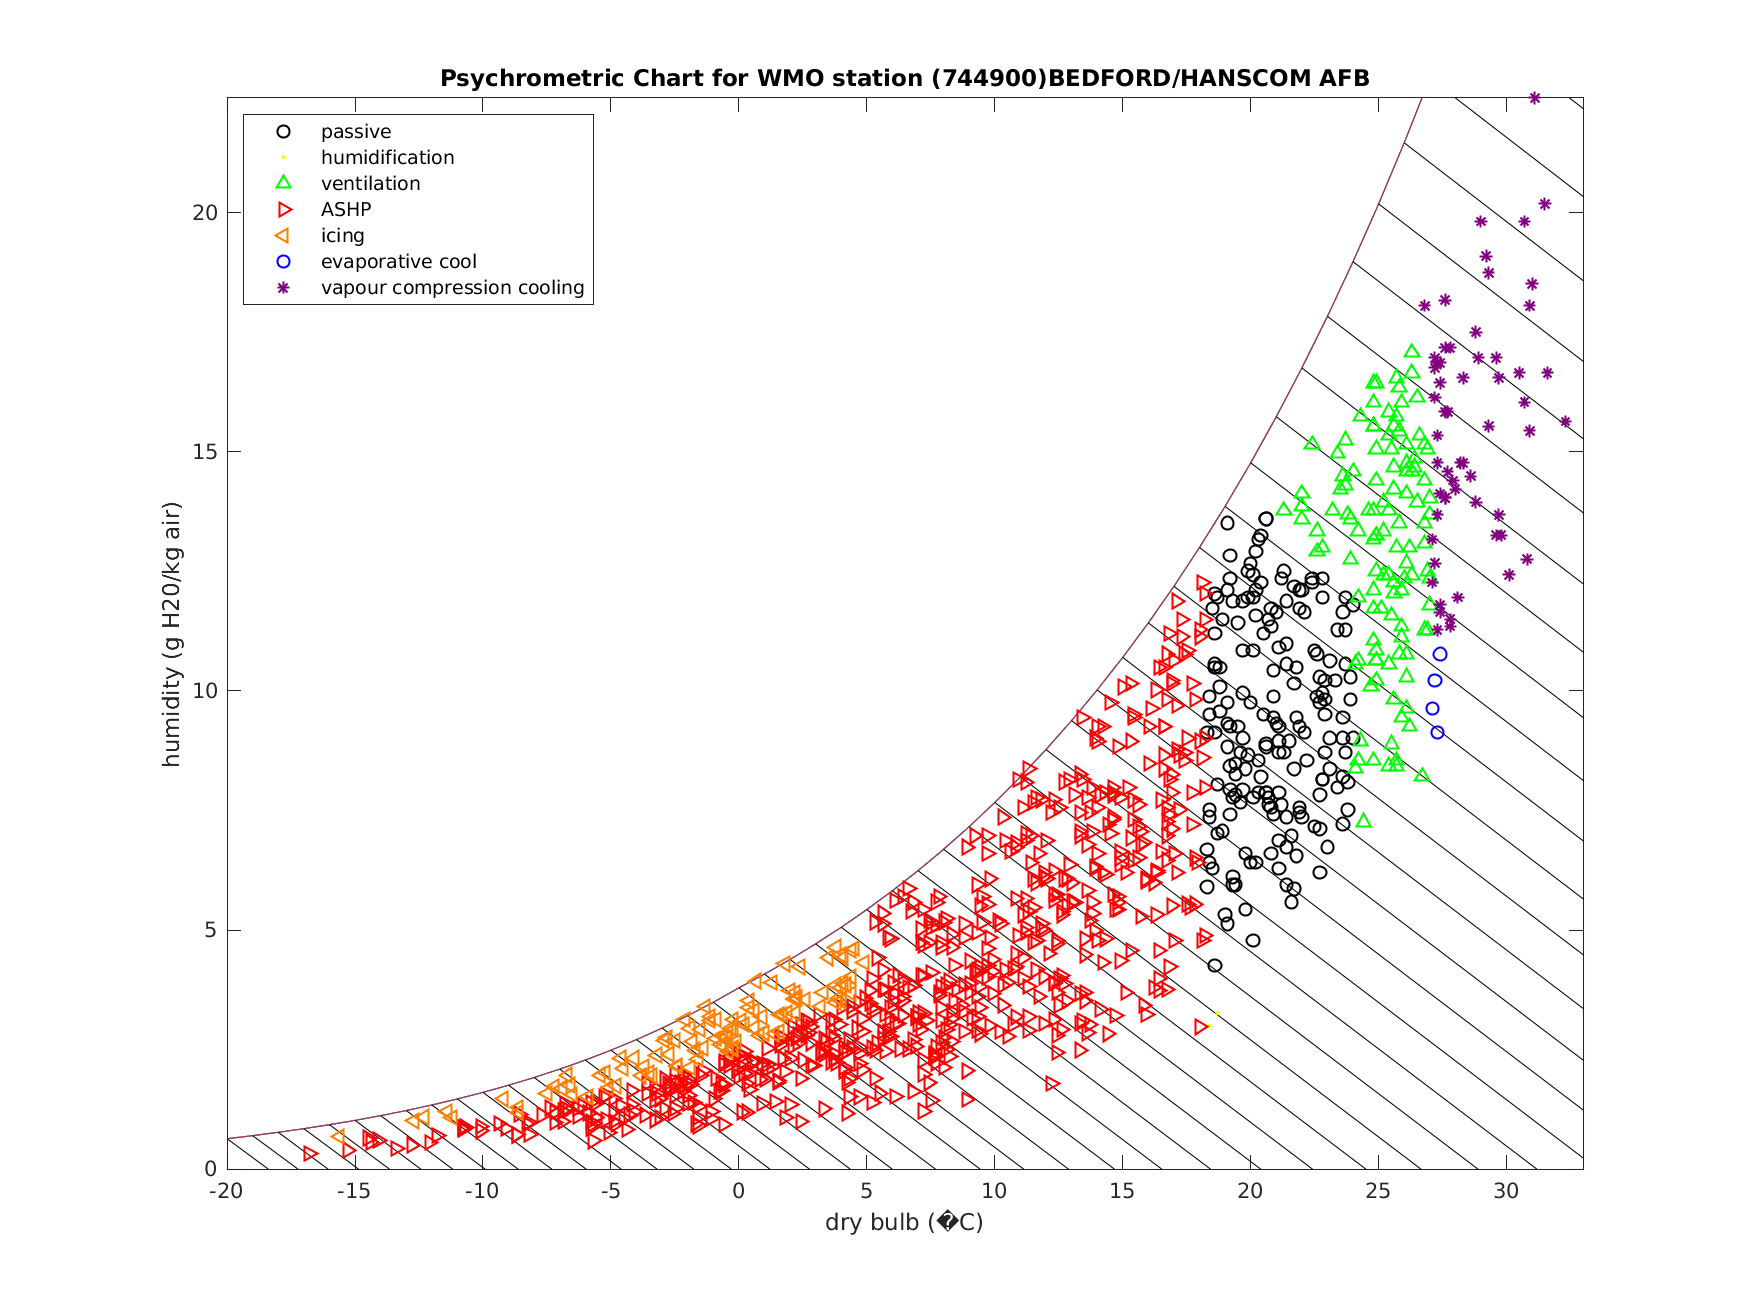 Psychrometric Chart for WMO station (744900)BEDFORD/HANSCOM AFB
passive
humidification
ventilation
ASHP
icing
evaporative cool
vapour compression cooling
humidity (g H20/kg air)
20
15
10
5
0
-20 -15 -10 -5 0 5 10 15 20 25 30
dry bulb (�C)